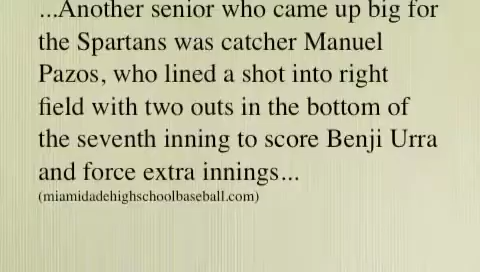 ...Another senior who came up big for
the Spartans was catcher Manuel
Pazos, who lined a shot into right
field with two outs in the bottom of
the seventh inning to score Benji Urra
and force extra innings...
(miamidadehighschoolbaseball.com)